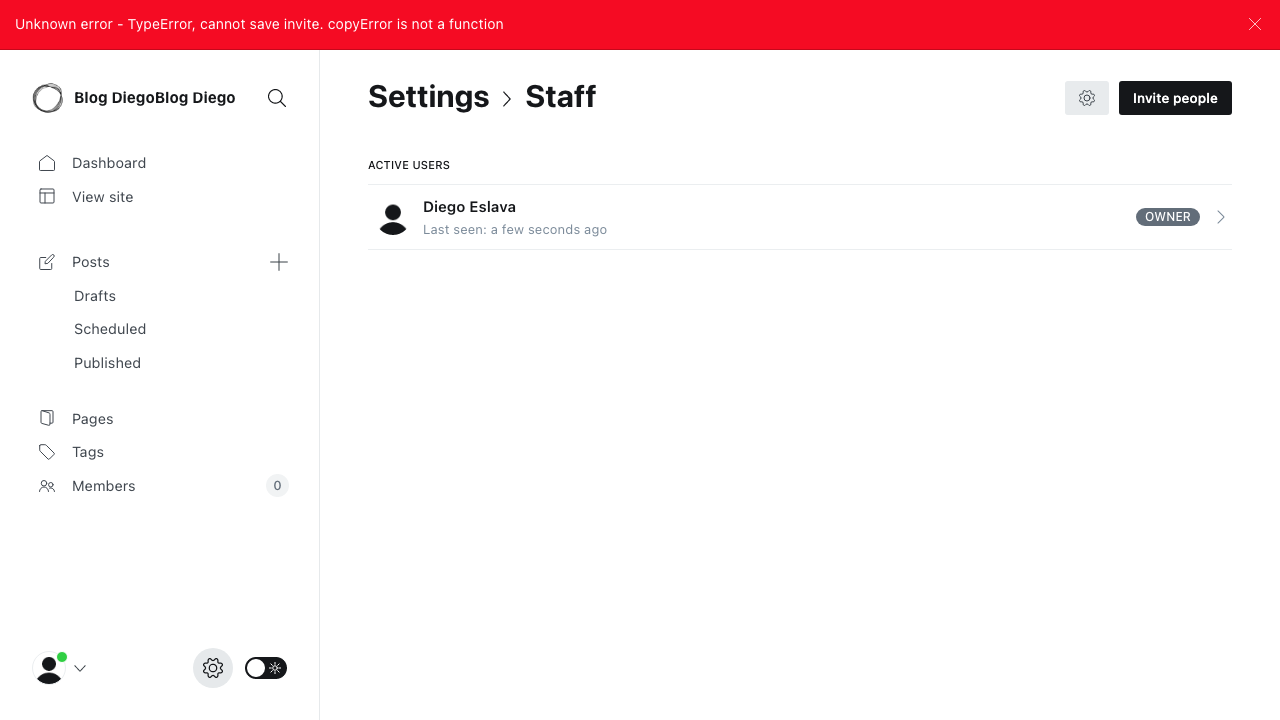 Unknown error - TypeError, cannot save invite. copyError is not a function
Blog DiegoBlog Diego
Dashboard
View site
Posts
Drafts
Scheduled
Published
Pages
Tags
Members
0
Settings
Staff
Invite people
ACTIVE USERS
Diego Eslava
Last seen: a few seconds ago
OWNER